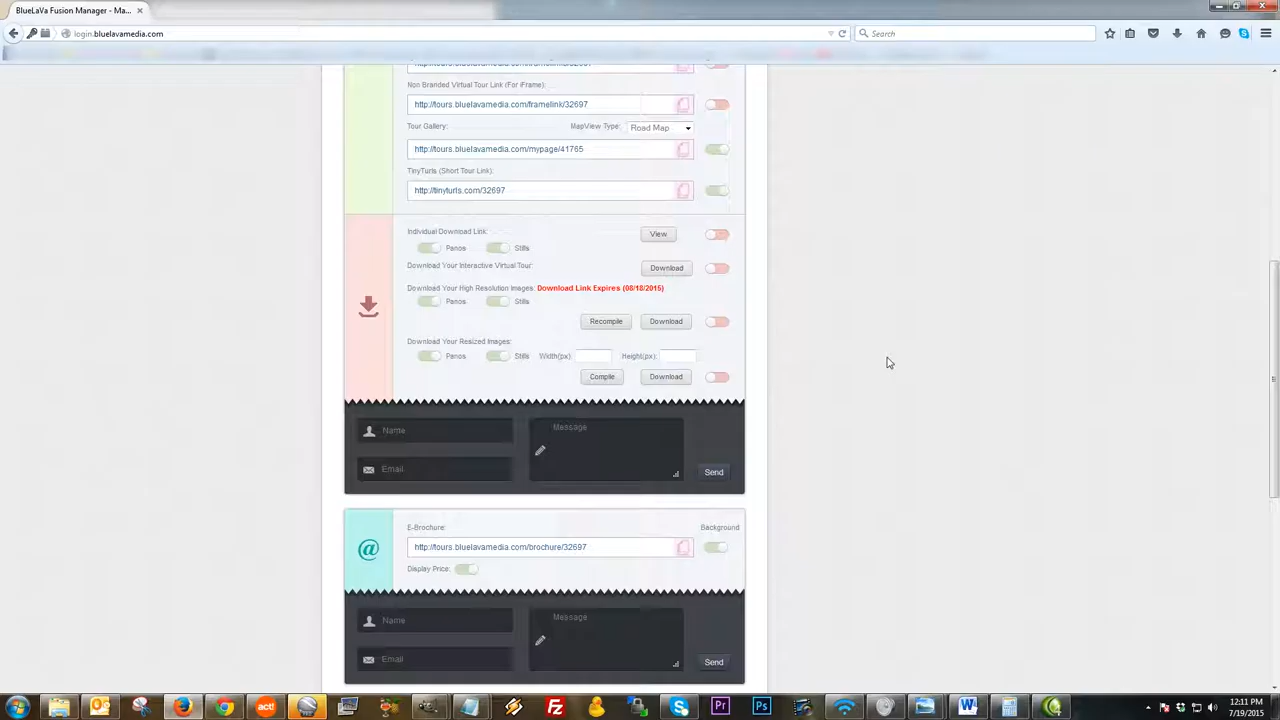 BlueLaVa Fusion Manager - Ma...
login.bluelavamedia.com
Search
Non Branded Virtual Tour Link (For iFrame):
http://tours.bluelavamedia.com/framelink/32697
Tour Gallery:
MapView Type:
Road Map
http://tours.bluelavamedia.com/mypage/41765
TinyTurls (Short Tour Link):
http://tinyturls.com/32697
Individual Download Link:
View
Panos
Stills
Download Your Interactive Virtual Tour:
Download
Download Your High Resolution Images: Download Link Expires (08/18/2015)
Panos
Stills
Recompile
Download
Download Your Resized Images:
Panos
Stills
Width(px):
Height(px):
Compile
Download
Name
Message
Email
Send
E-Brochure:
Background
@
http://tours.bluelavamedia.com/brochure/32697
Display Price:
Name
Message
Email
Send
act!
FZ
Pr
Ps
12:11 PM
7/19/2015